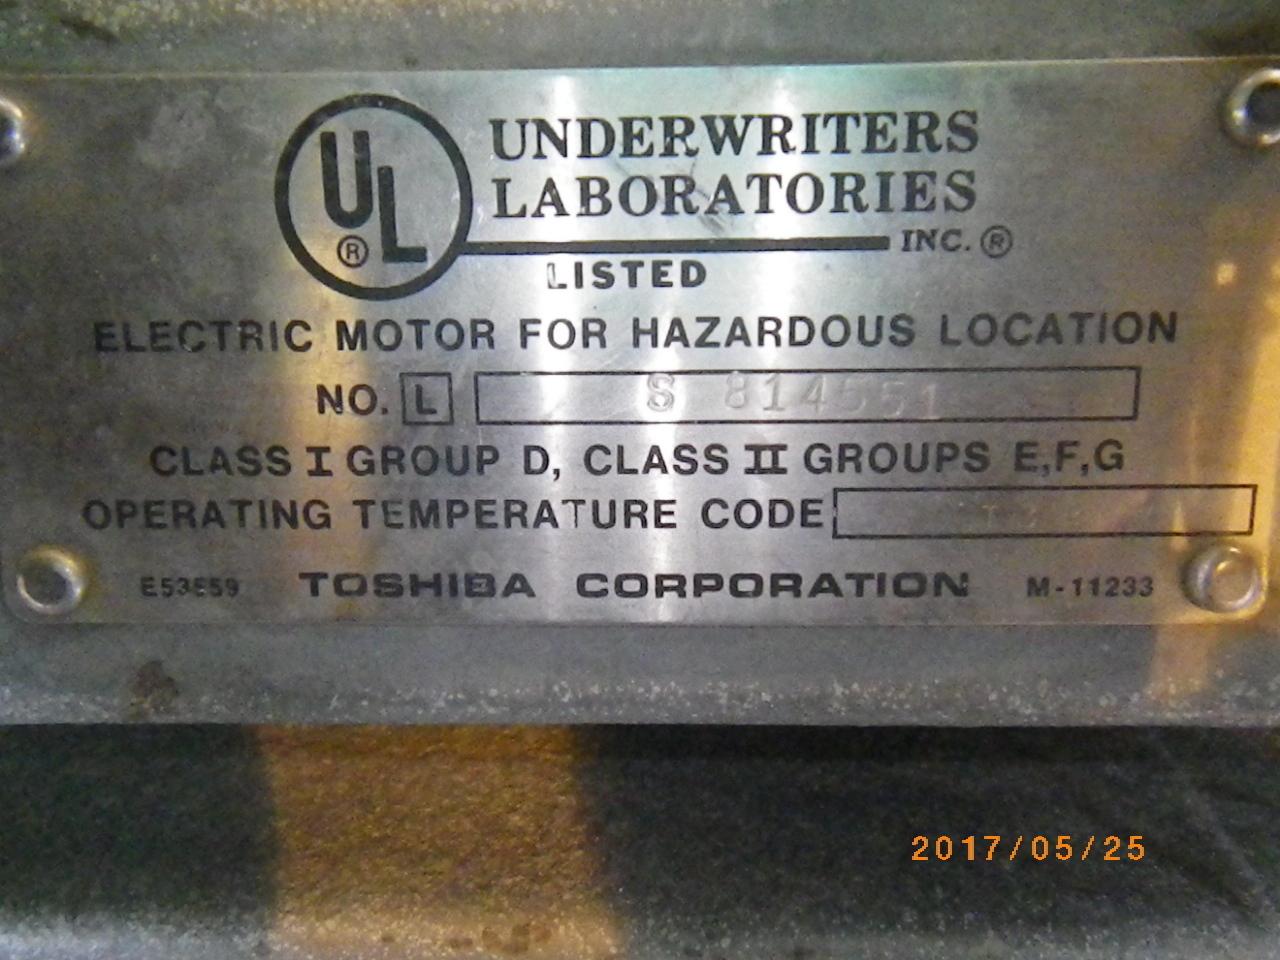 UL
®
UNDERWRITERS
LABORATORIES
INC.®
LISTED
ELECTRIC MOTOR FOR HAZARDOUS LOCATION
NO. L S 814551
CLASS I GROUP D, CLASS II GROUPS E,F,G
OPERATING TEMPERATURE CODE
TOSHIBA CORPORATION M-11233
2017/05/25